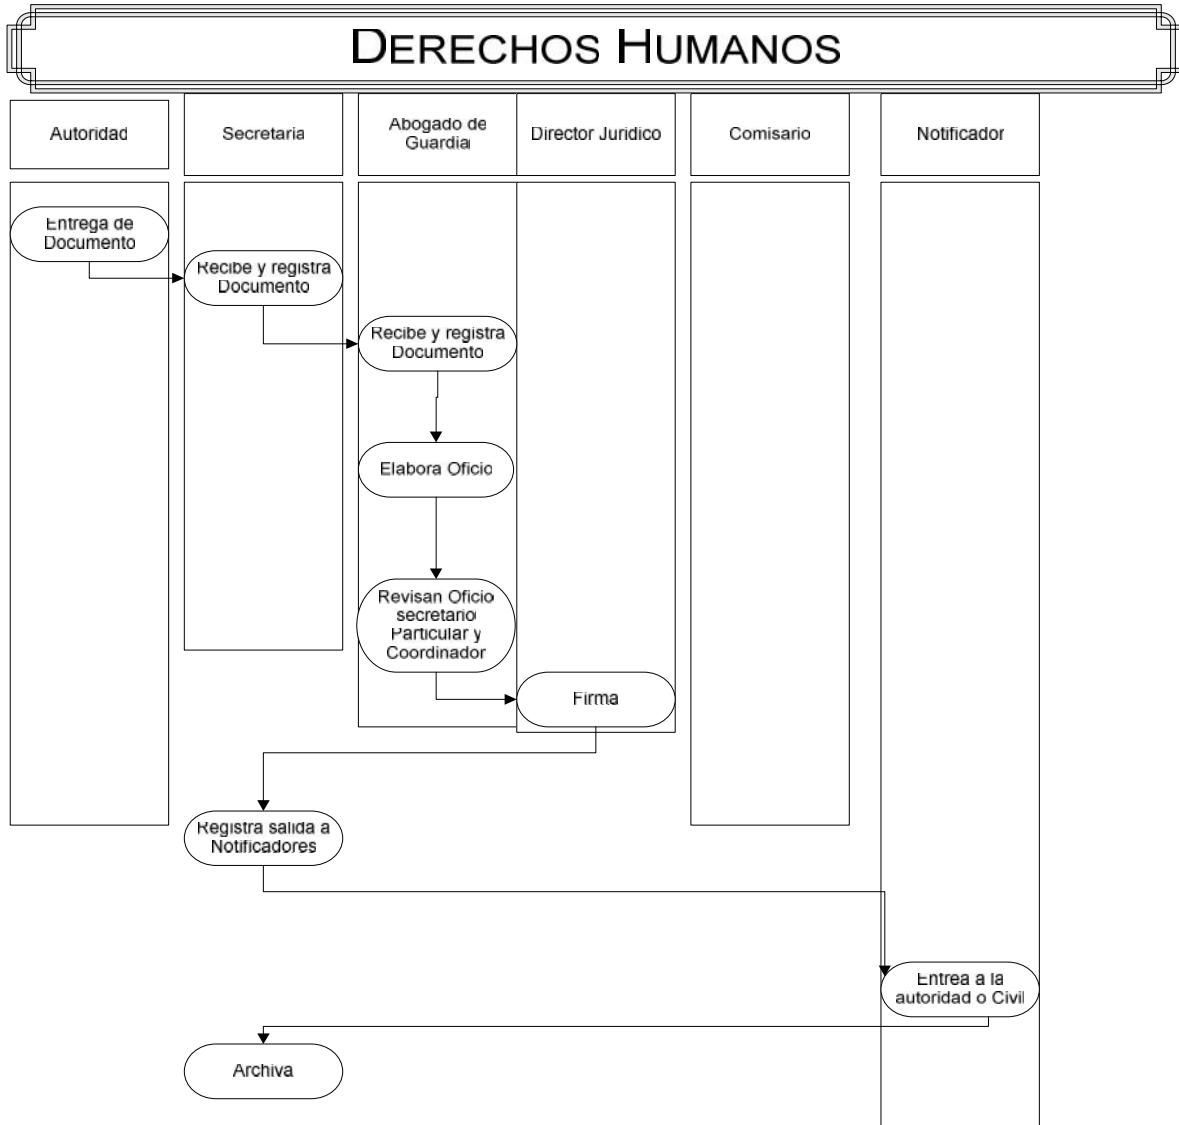 DERECHOS HUMANOS
Autoridad
Secretaria
Abogado de
Guardia
Director Juridico
Comisario
Notificador
Entrega de
Documento
Recibe y registra
Documento
Recibe y registra
Documento
Elabora Oficio
Revisan Oficio
secretario
Particular y
Coordinador
Firma
Registra salida a
Notificadores
Entrea a la
autoridad o Civil
Archiva